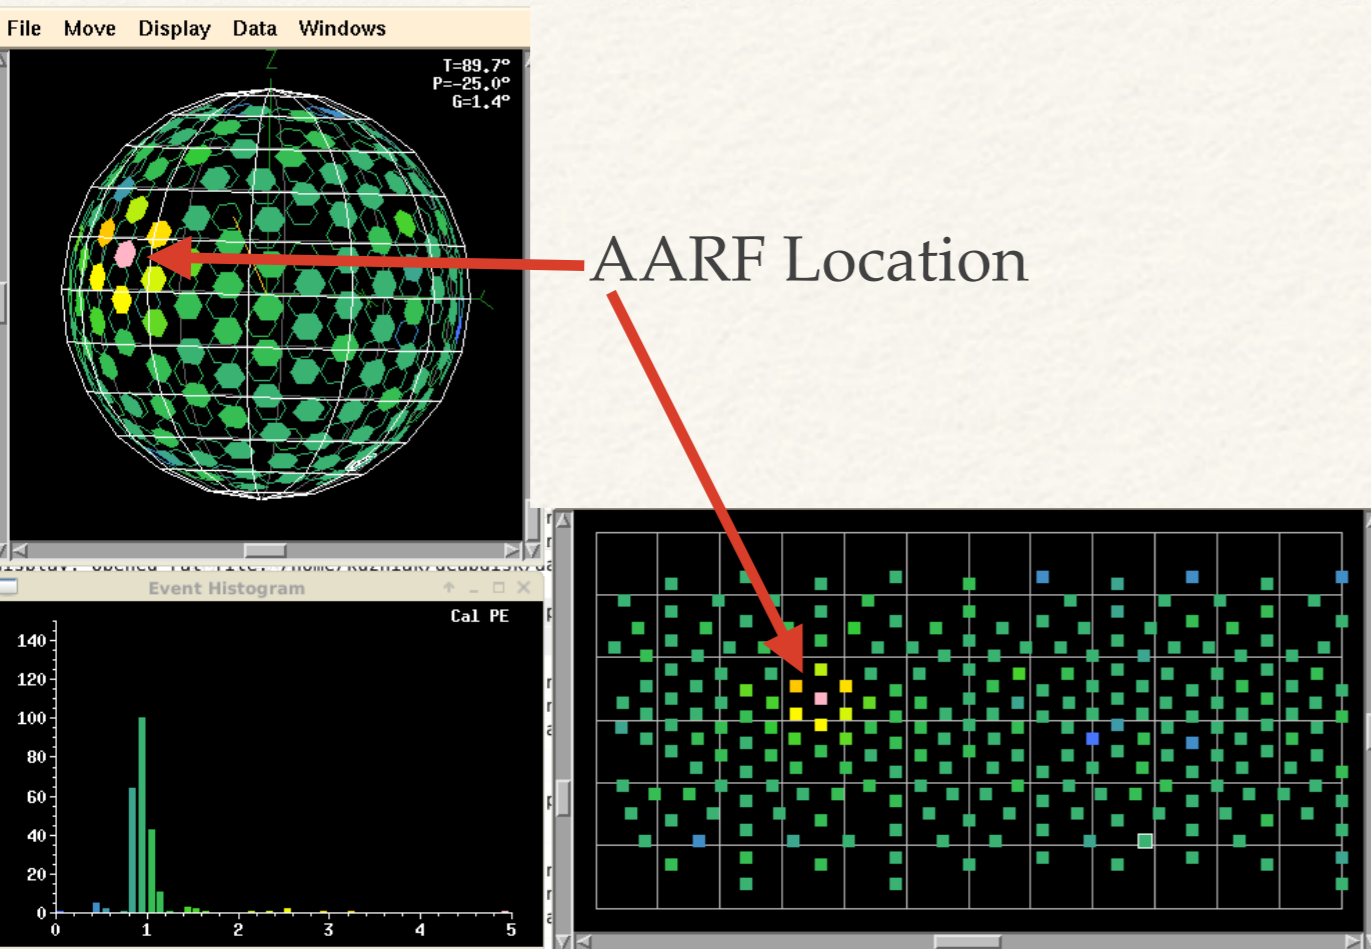 File Move Display Data Windows
Z
T=89.7°
P=-25.0°
G=1.4°
Y
AARF Location
Event Histogram
Cal PE
140
120
100
80
60
40
20
0
0 1 2 3 4 5